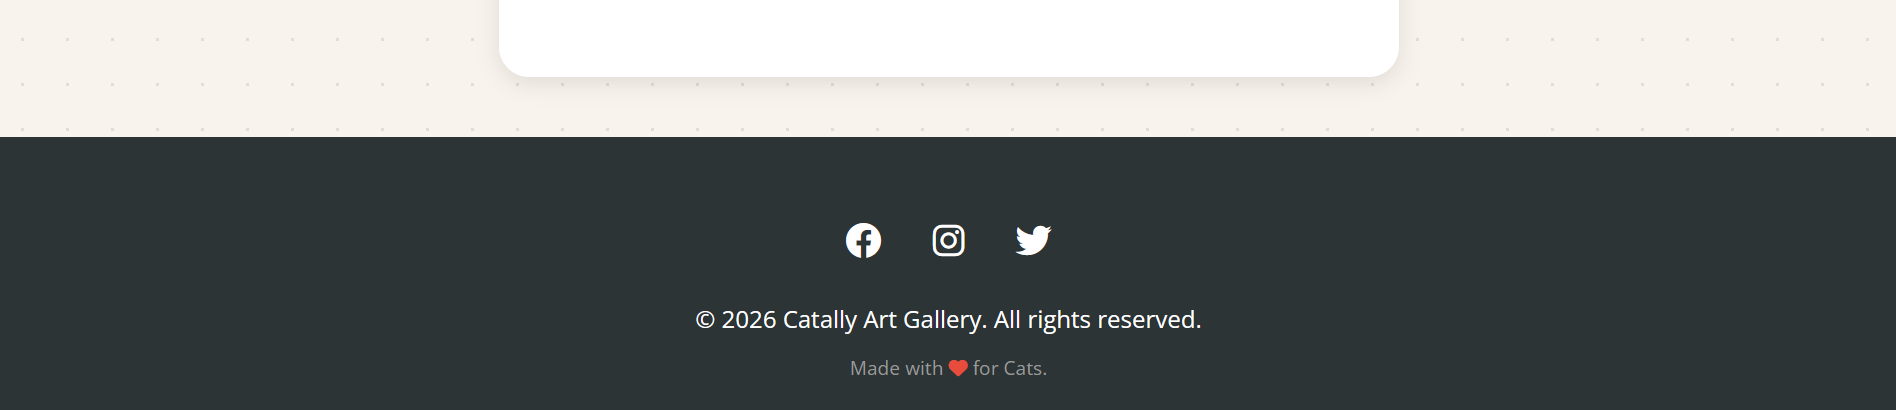 © 2026 Catally Art Gallery. All rights reserved.
Made with ❤ for Cats.